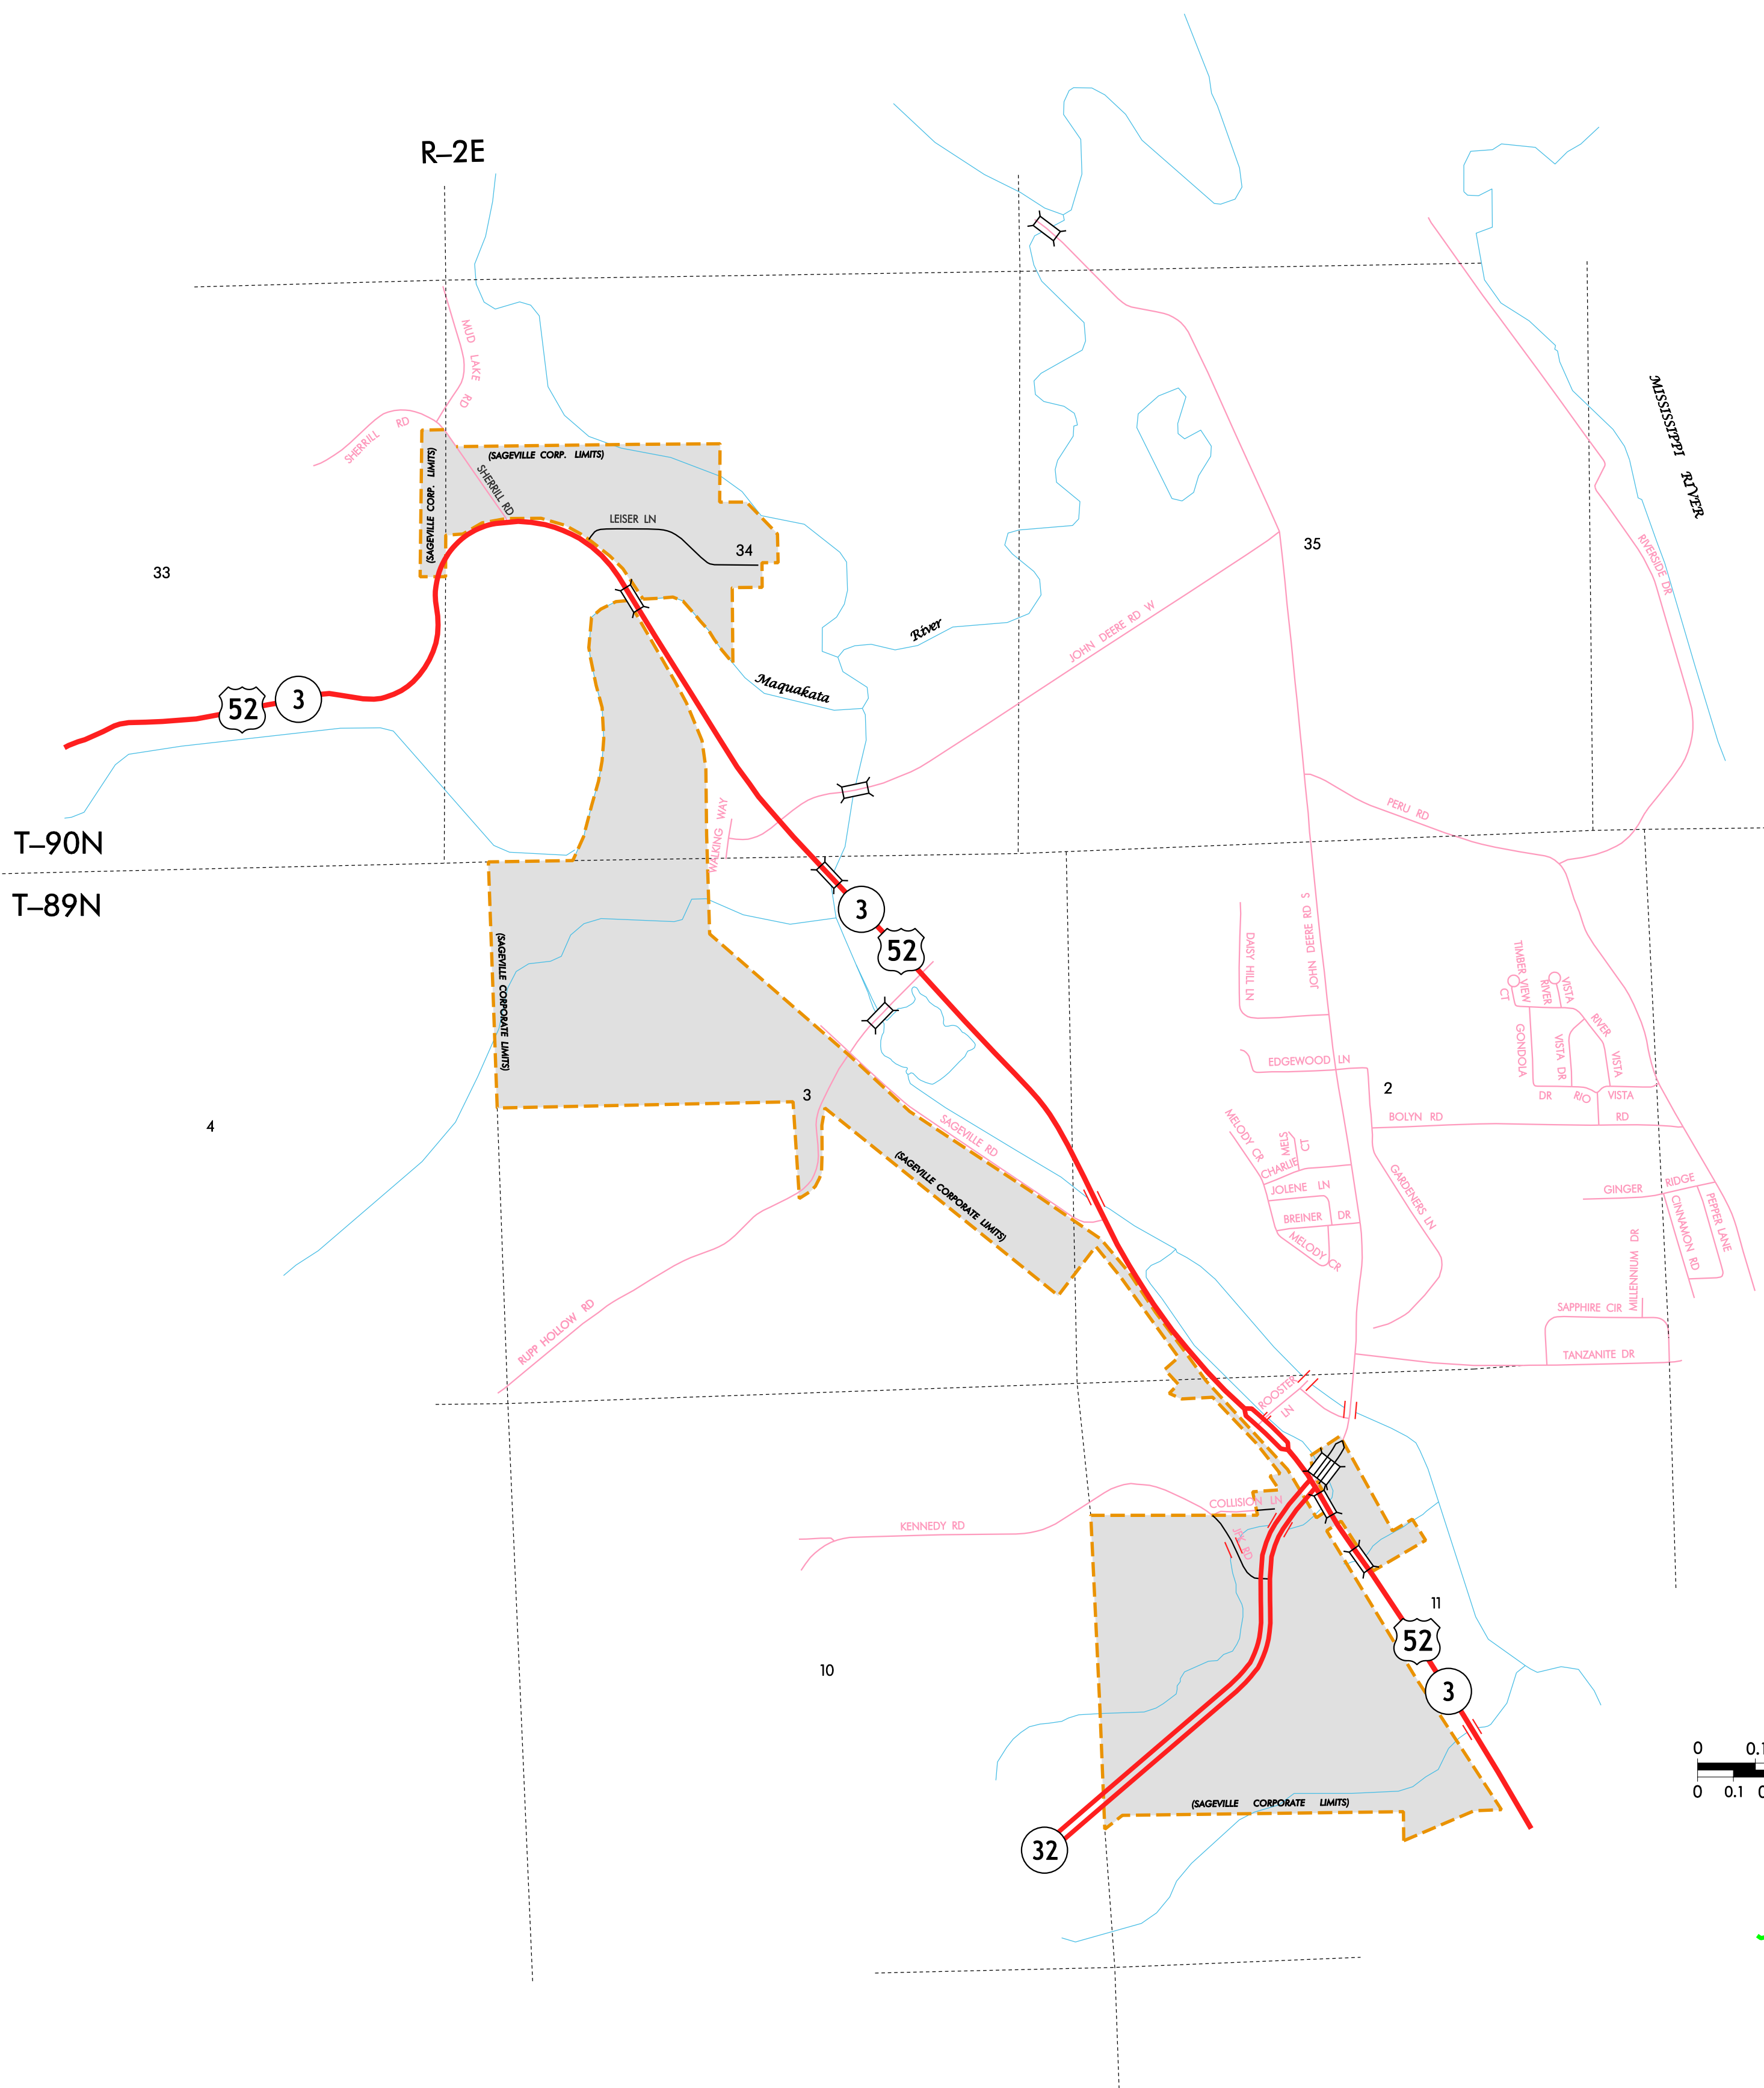 R–2E
MUD LAKE RD
SHERRILL RD
(SAGEVILLE CORP. LIMITS)
(SAGEVILLE CORP. LIMITS)
SHERRILL RD
LEISER LN
34
35
33
MISSISSIPPI RIVER
RIVERSIDE DR
River
JOHN DEERE RD W
Maquakata
52
3
WALKING WAY
PERU RD
T–90N
T–89N
3
52
(SAGEVILLE CORPORATE LIMITS)
DAISY HILL LN
JOHN DEERE RD S
TIMBER VIEW CT
RIVER VISTA
RIVER VISTA
GONDOLA DR
VISTA DR
RIO VISTA
EDGEWOOD LN
2
3
4
BOLYN RD RD
MELODY CR
MELS CT
CHARLIE
SAGEVILLE RD
(SAGEVILLE CORPORATE LIMITS)
JOLENE LN
BREINER DR
MELODY CR
GARDENERS LN
GINGER RIDGE
CINNAMON RD
PEPPER LANE
MILLENNIUM DR
SAPPHIRE CIR
TANZANITE DR
RUPP HOLLOW RD
ROOSTER LN
COLLISION LN
KENNEDY RD
JFK RD
11
52
3
10
0 0.1
0 0.1
(SAGEVILLE CORPORATE LIMITS)
32